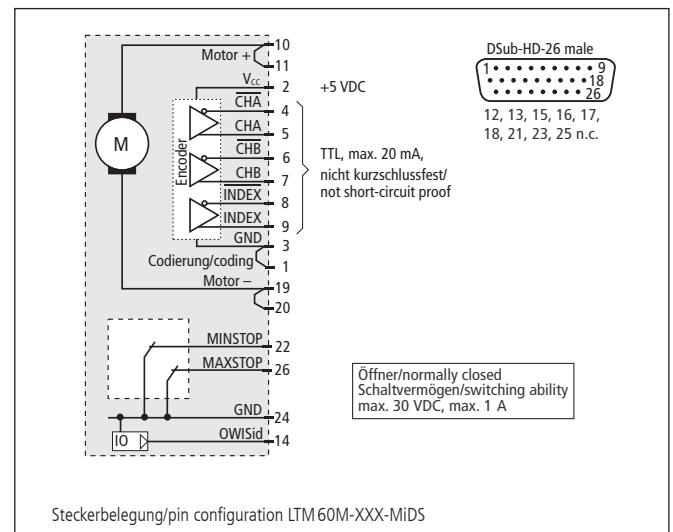 Motor + 10
11
V<sub>cc</sub> 2 +5 VDC
C̅H̅A̅ 4
CHA 5
C̅H̅B̅ 6
CHB 7
I̅N̅D̅E̅X̅ 8
INDEX 9
GND 3
Codierung/coding 1
Motor – 19
20
M
Encoder
TTL, max. 20 mA,
nicht kurzschlussfest/
not short-circuit proof
DSub-HD-26 male
1 9
18
26
12, 13, 15, 16, 17,
18, 21, 23, 25 n.c.
MINSTOP 22
MAXSTOP 26
GND 24
IO OWISid 14
Öffner/normally closed
Schaltvermögen/switching ability
max. 30 VDC, max. 1 A
Steckerbelegung/pin configuration LTM 60M-XXX-MiDS